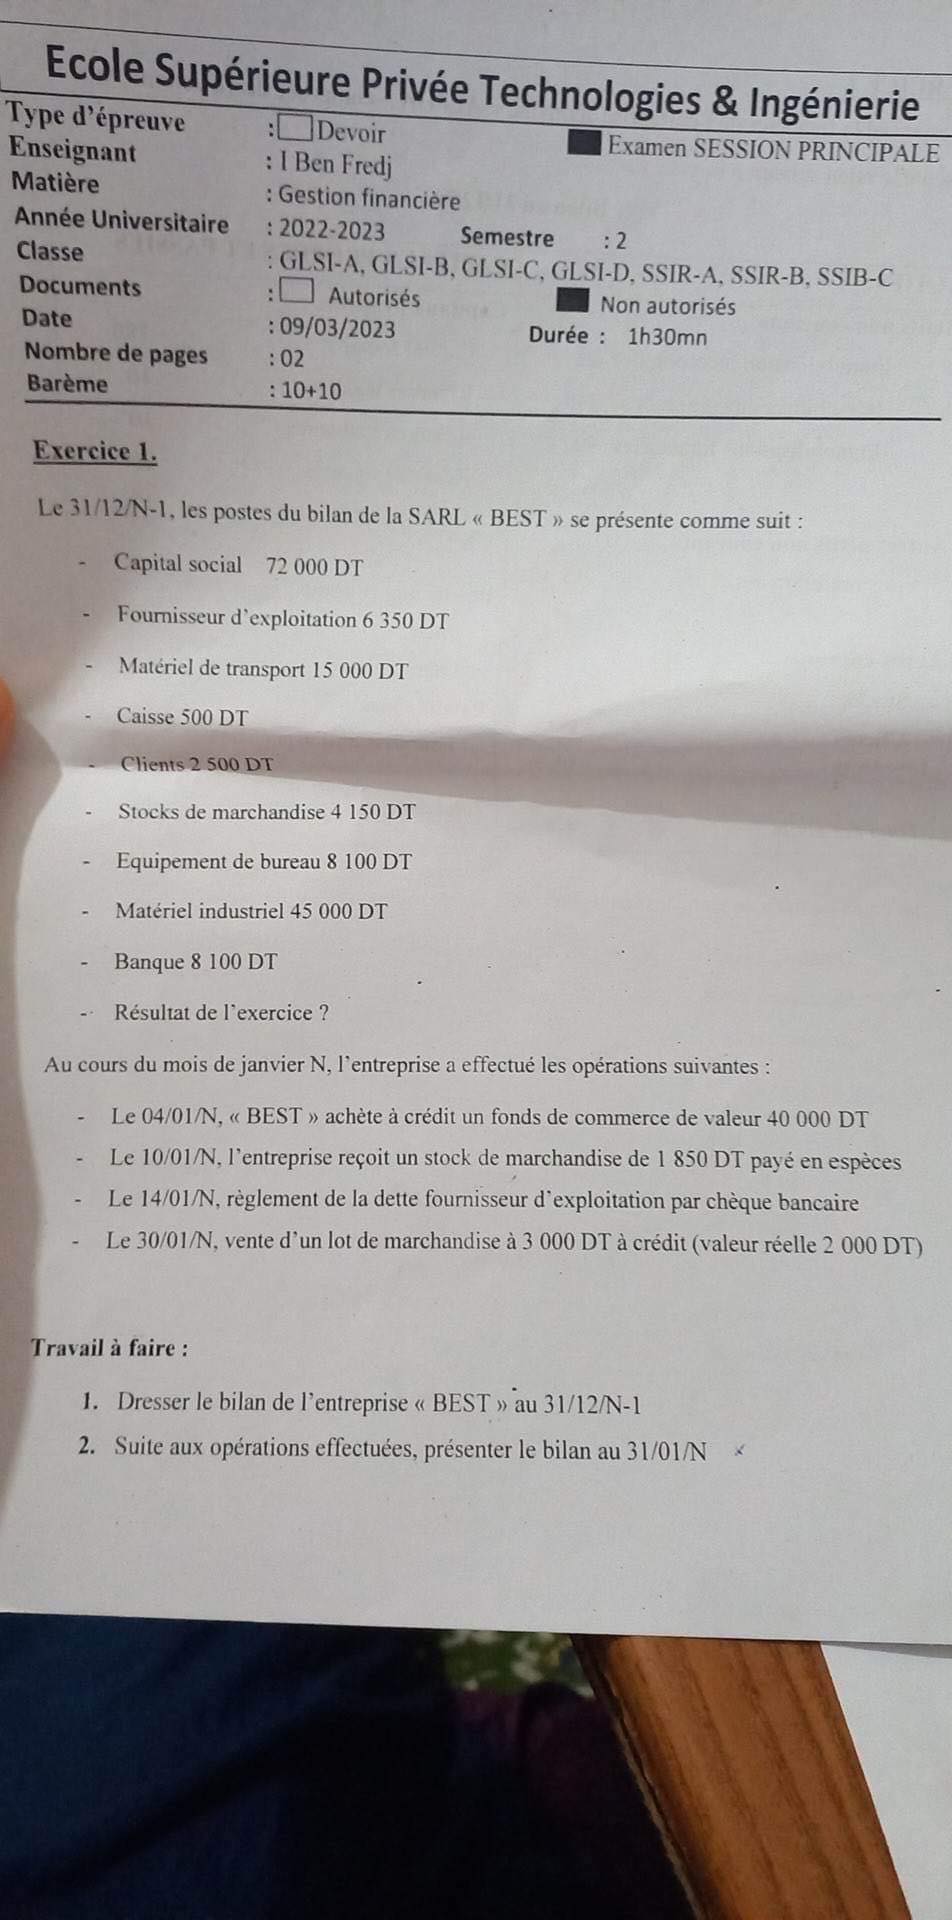 Ecole Supérieure Privée Technologies & Ingénierie
Type d'épreuve : Devoir Examen SESSION PRINCIPALE
Enseignant : I Ben Fredj
Matière : Gestion financière
Année Universitaire : 2022-2023 Semestre : 2
Classe : GLSI-A, GLSI-B, GLSI-C, GLSI-D, SSIR-A, SSIR-B, SSIB-C
Documents : Autorisés Non autorisés
Date : 09/03/2023 Durée : 1h30mn
Nombre de pages : 02
Barème : 10+10
Exercice 1.
Le 31/12/N-1, les postes du bilan de la SARL « BEST » se présente comme suit :
- Capital social 72 000 DT
- Fournisseur d'exploitation 6 350 DT
- Matériel de transport 15 000 DT
- Caisse 500 DT
- Clients 2 500 DT
- Stocks de marchandise 4 150 DT
- Equipement de bureau 8 100 DT
- Matériel industriel 45 000 DT
- Banque 8 100 DT
- Résultat de l'exercice ?
Au cours du mois de janvier N, l'entreprise a effectué les opérations suivantes :
- Le 04/01/N, « BEST » achète à crédit un fonds de commerce de valeur 40 000 DT
- Le 10/01/N, l'entreprise reçoit un stock de marchandise de 1 850 DT payé en espèces
- Le 14/01/N, règlement de la dette fournisseur d'exploitation par chèque bancaire
- Le 30/01/N, vente d'un lot de marchandise à 3 000 DT à crédit (valeur réelle 2 000 DT)
Travail à faire :
1. Dresser le bilan de l'entreprise « BEST » au 31/12/N-1
2. Suite aux opérations effectuées, présenter le bilan au 31/01/N